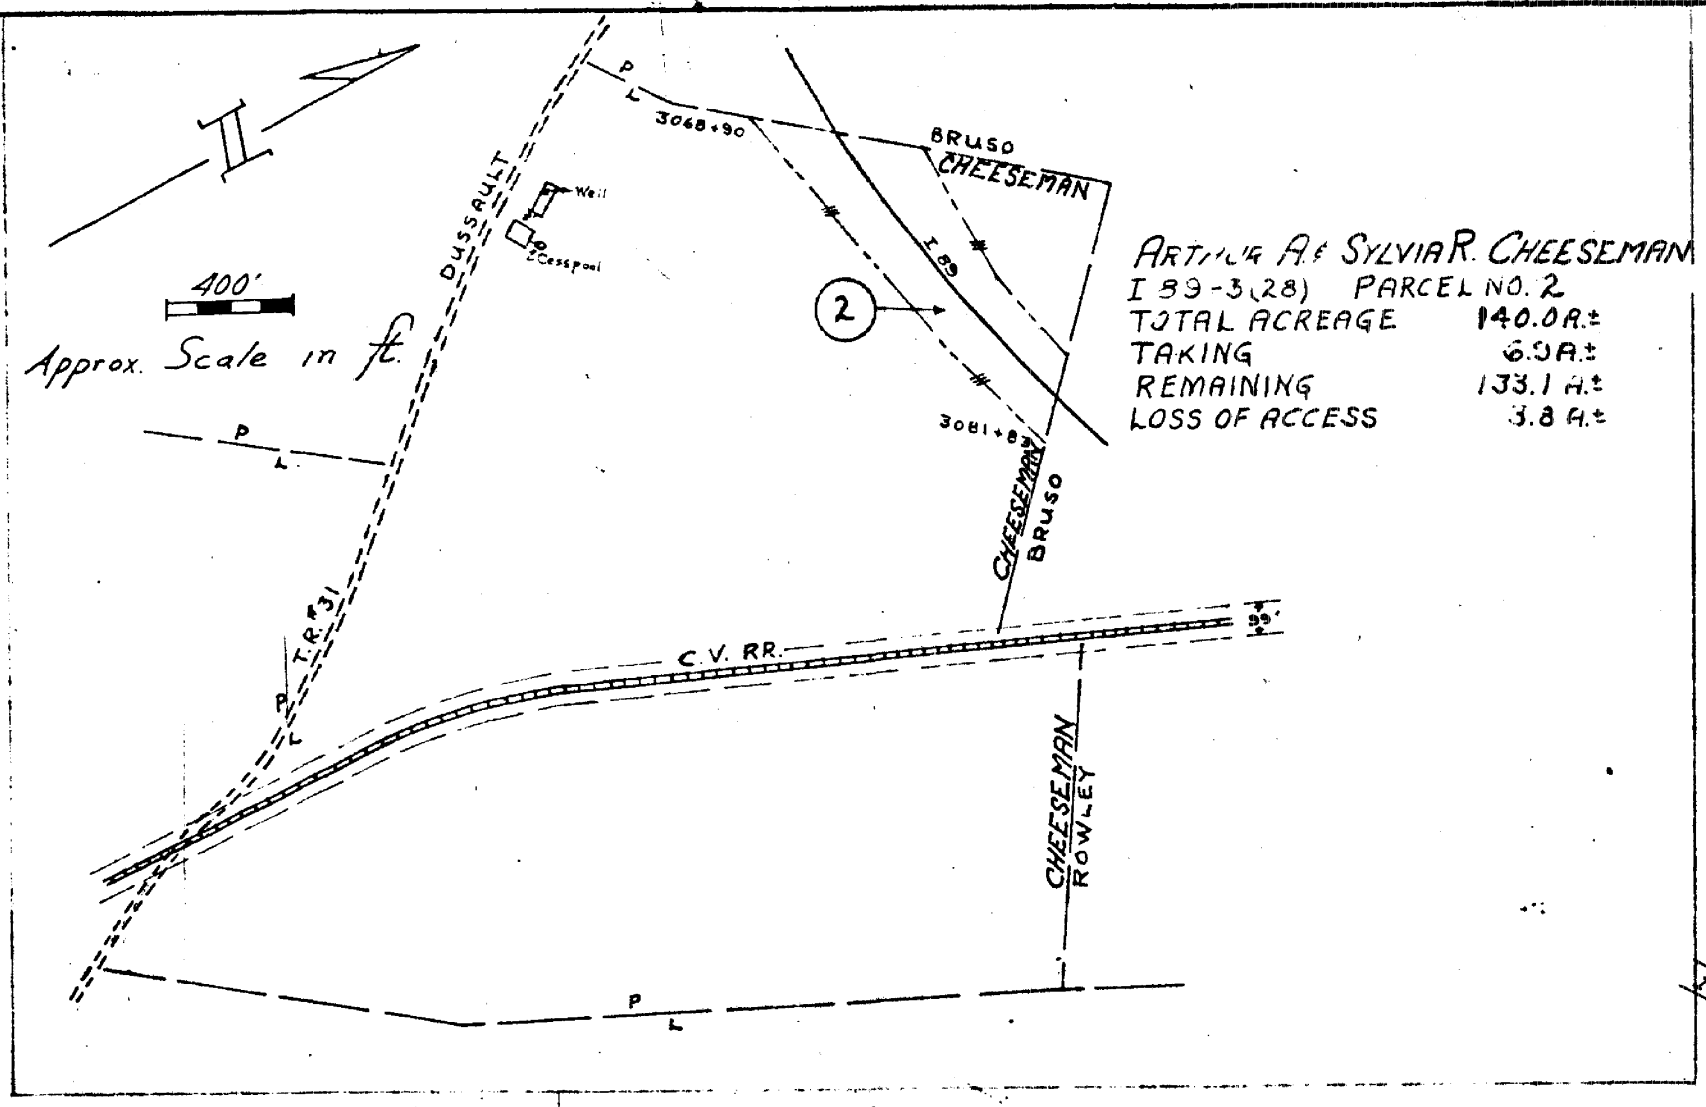 P
L
3068+90
BRUSO
CHEESEMAN
DUSSAULT
Well
Cesspool
I 89
400'
Approx. Scale in ft.
2
ARTHUR A. & SYLVIA R. CHEESEMAN
I 89-3(28) PARCEL NO. 2
TOTAL ACREAGE 140.0 A.±
TAKING 6.9 A.±
REMAINING 133.1 A.±
LOSS OF ACCESS 3.8 A.±
P
L
3081+83
CHEESEMAN
BRUSO
T.R. #31
99'
C.V. RR.
P
L
CHEESEMAN
ROWLEY
P
L